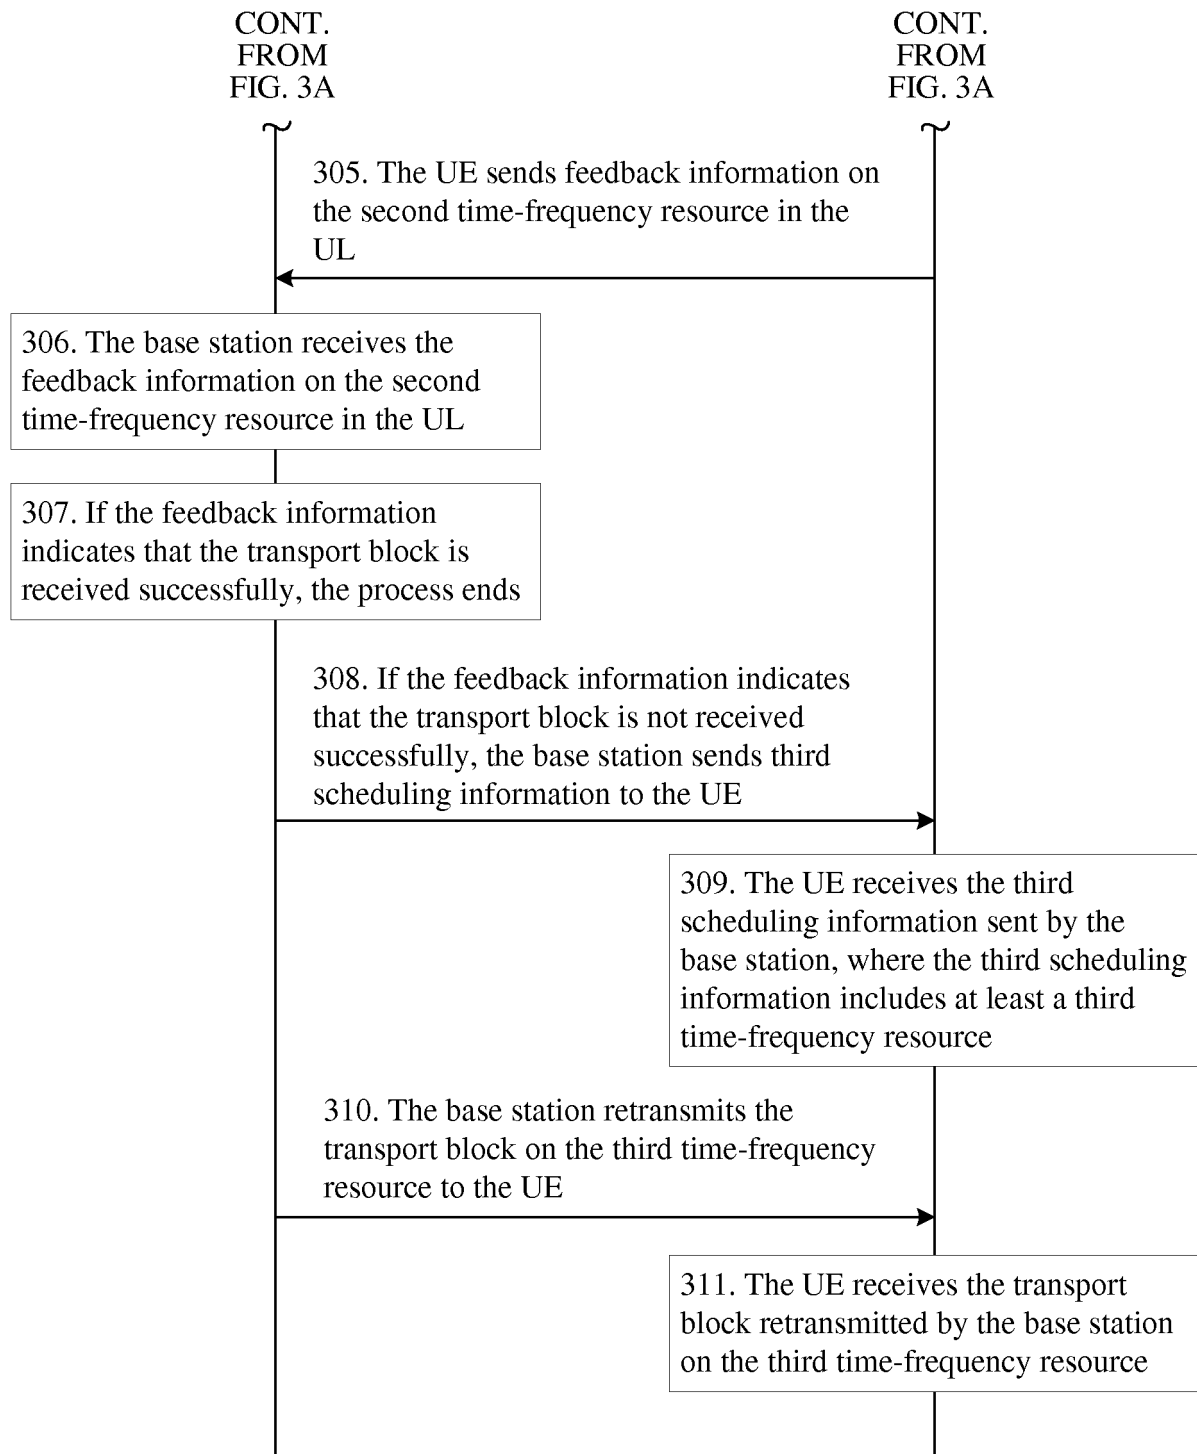 CONT.
FROM
FIG. 3A
CONT.
FROM
FIG. 3A
305. The UE sends feedback information on
the second time-frequency resource in the
UL
306. The base station receives the
feedback information on the second
time-frequency resource in the UL
307. If the feedback information
indicates that the transport block is
received successfully, the process ends
308. If the feedback information indicates
that the transport block is not received
successfully, the base station sends third
scheduling information to the UE
309. The UE receives the third
scheduling information sent by the
base station, where the third scheduling
information includes at least a third
time-frequency resource
310. The base station retransmits the
transport block on the third time-frequency
resource to the UE
311. The UE receives the transport
block retransmitted by the base station
on the third time-frequency resource